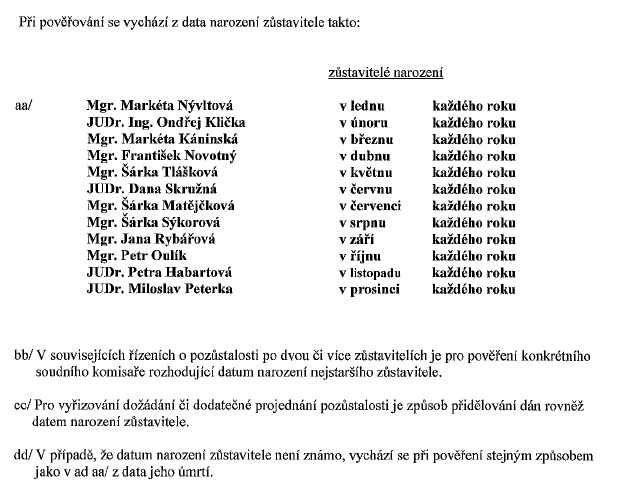 Při pověřování se vychází z data narození zůstavitele takto:
zůstavitelé narození
aa/ Mgr. Markéta Nývltová v lednu každého roku
JUDr. Ing. Ondřej Klička v únoru každého roku
Mgr. Markéta Káninská v březnu každého roku
Mgr. František Novotný v dubnu každého roku
Mgr. Šárka Tlášková v květnu každého roku
JUDr. Dana Skružná v červnu každého roku
Mgr. Šárka Matějčková v červenci každého roku
Mgr. Šárka Sýkorová v srpnu každého roku
Mgr. Jana Rybářová v září každého roku
Mgr. Petr Oulík v říjnu každého roku
JUDr. Petra Habartová v listopadu každého roku
JUDr. Miloslav Peterka v prosinci každého roku
bb/ V souvisejících řízeních o pozůstalosti po dvou či více zůstavitelích je pro pověření konkrétního
soudního komisaře rozhodující datum narození nejstaršího zůstavitele.
cc/ Pro vyřizování dožádání či dodatečné projednání pozůstalosti je způsob přidělování dán rovněž
datem narození zůstavitele.
dd/ V případě, že datum narození zůstavitele není známo, vychází se při pověření stejným způsobem
jako v ad aa/ z data jeho úmrtí.